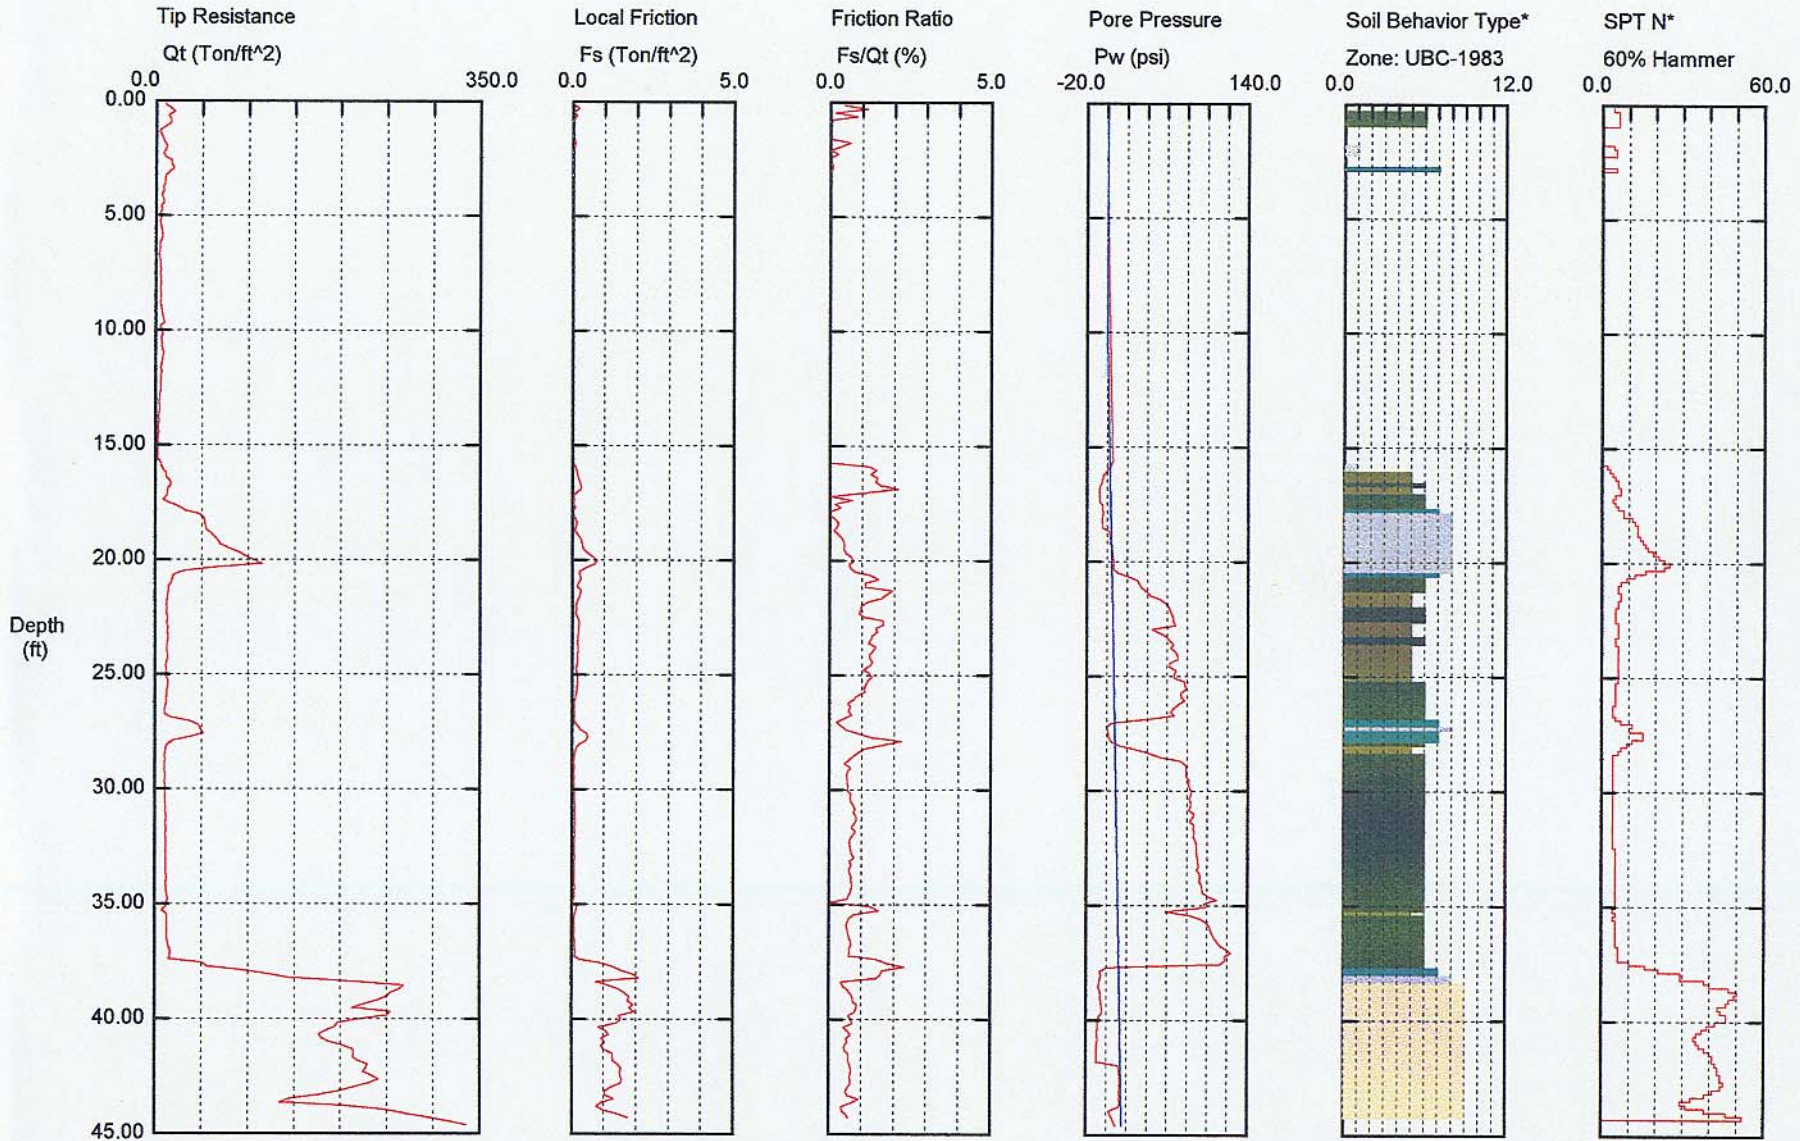 Tip Resistance
Qt (Ton/ft^2)
0.0 350.0
Local Friction
Fs (Ton/ft^2)
0.0 5.0
Friction Ratio
Fs/Qt (%)
0.0 5.0
Pore Pressure
Pw (psi)
-20.0 140.0
Soil Behavior Type*
Zone: UBC-1983
0.0 12.0
SPT N*
60% Hammer
0.0 60.0
0.00
5.00
10.00
15.00
20.00
Depth
(ft)
25.00
30.00
35.00
40.00
45.00